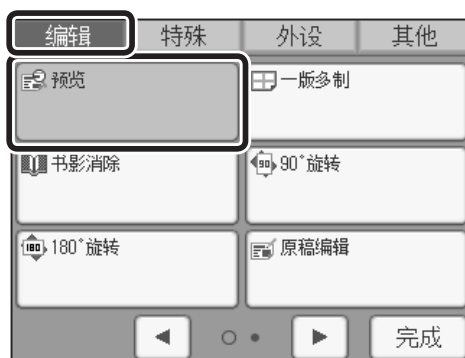 编辑 特殊 外设 其他
预览 一版多制
书影消除 90°旋转
180°旋转 原稿编辑
完成